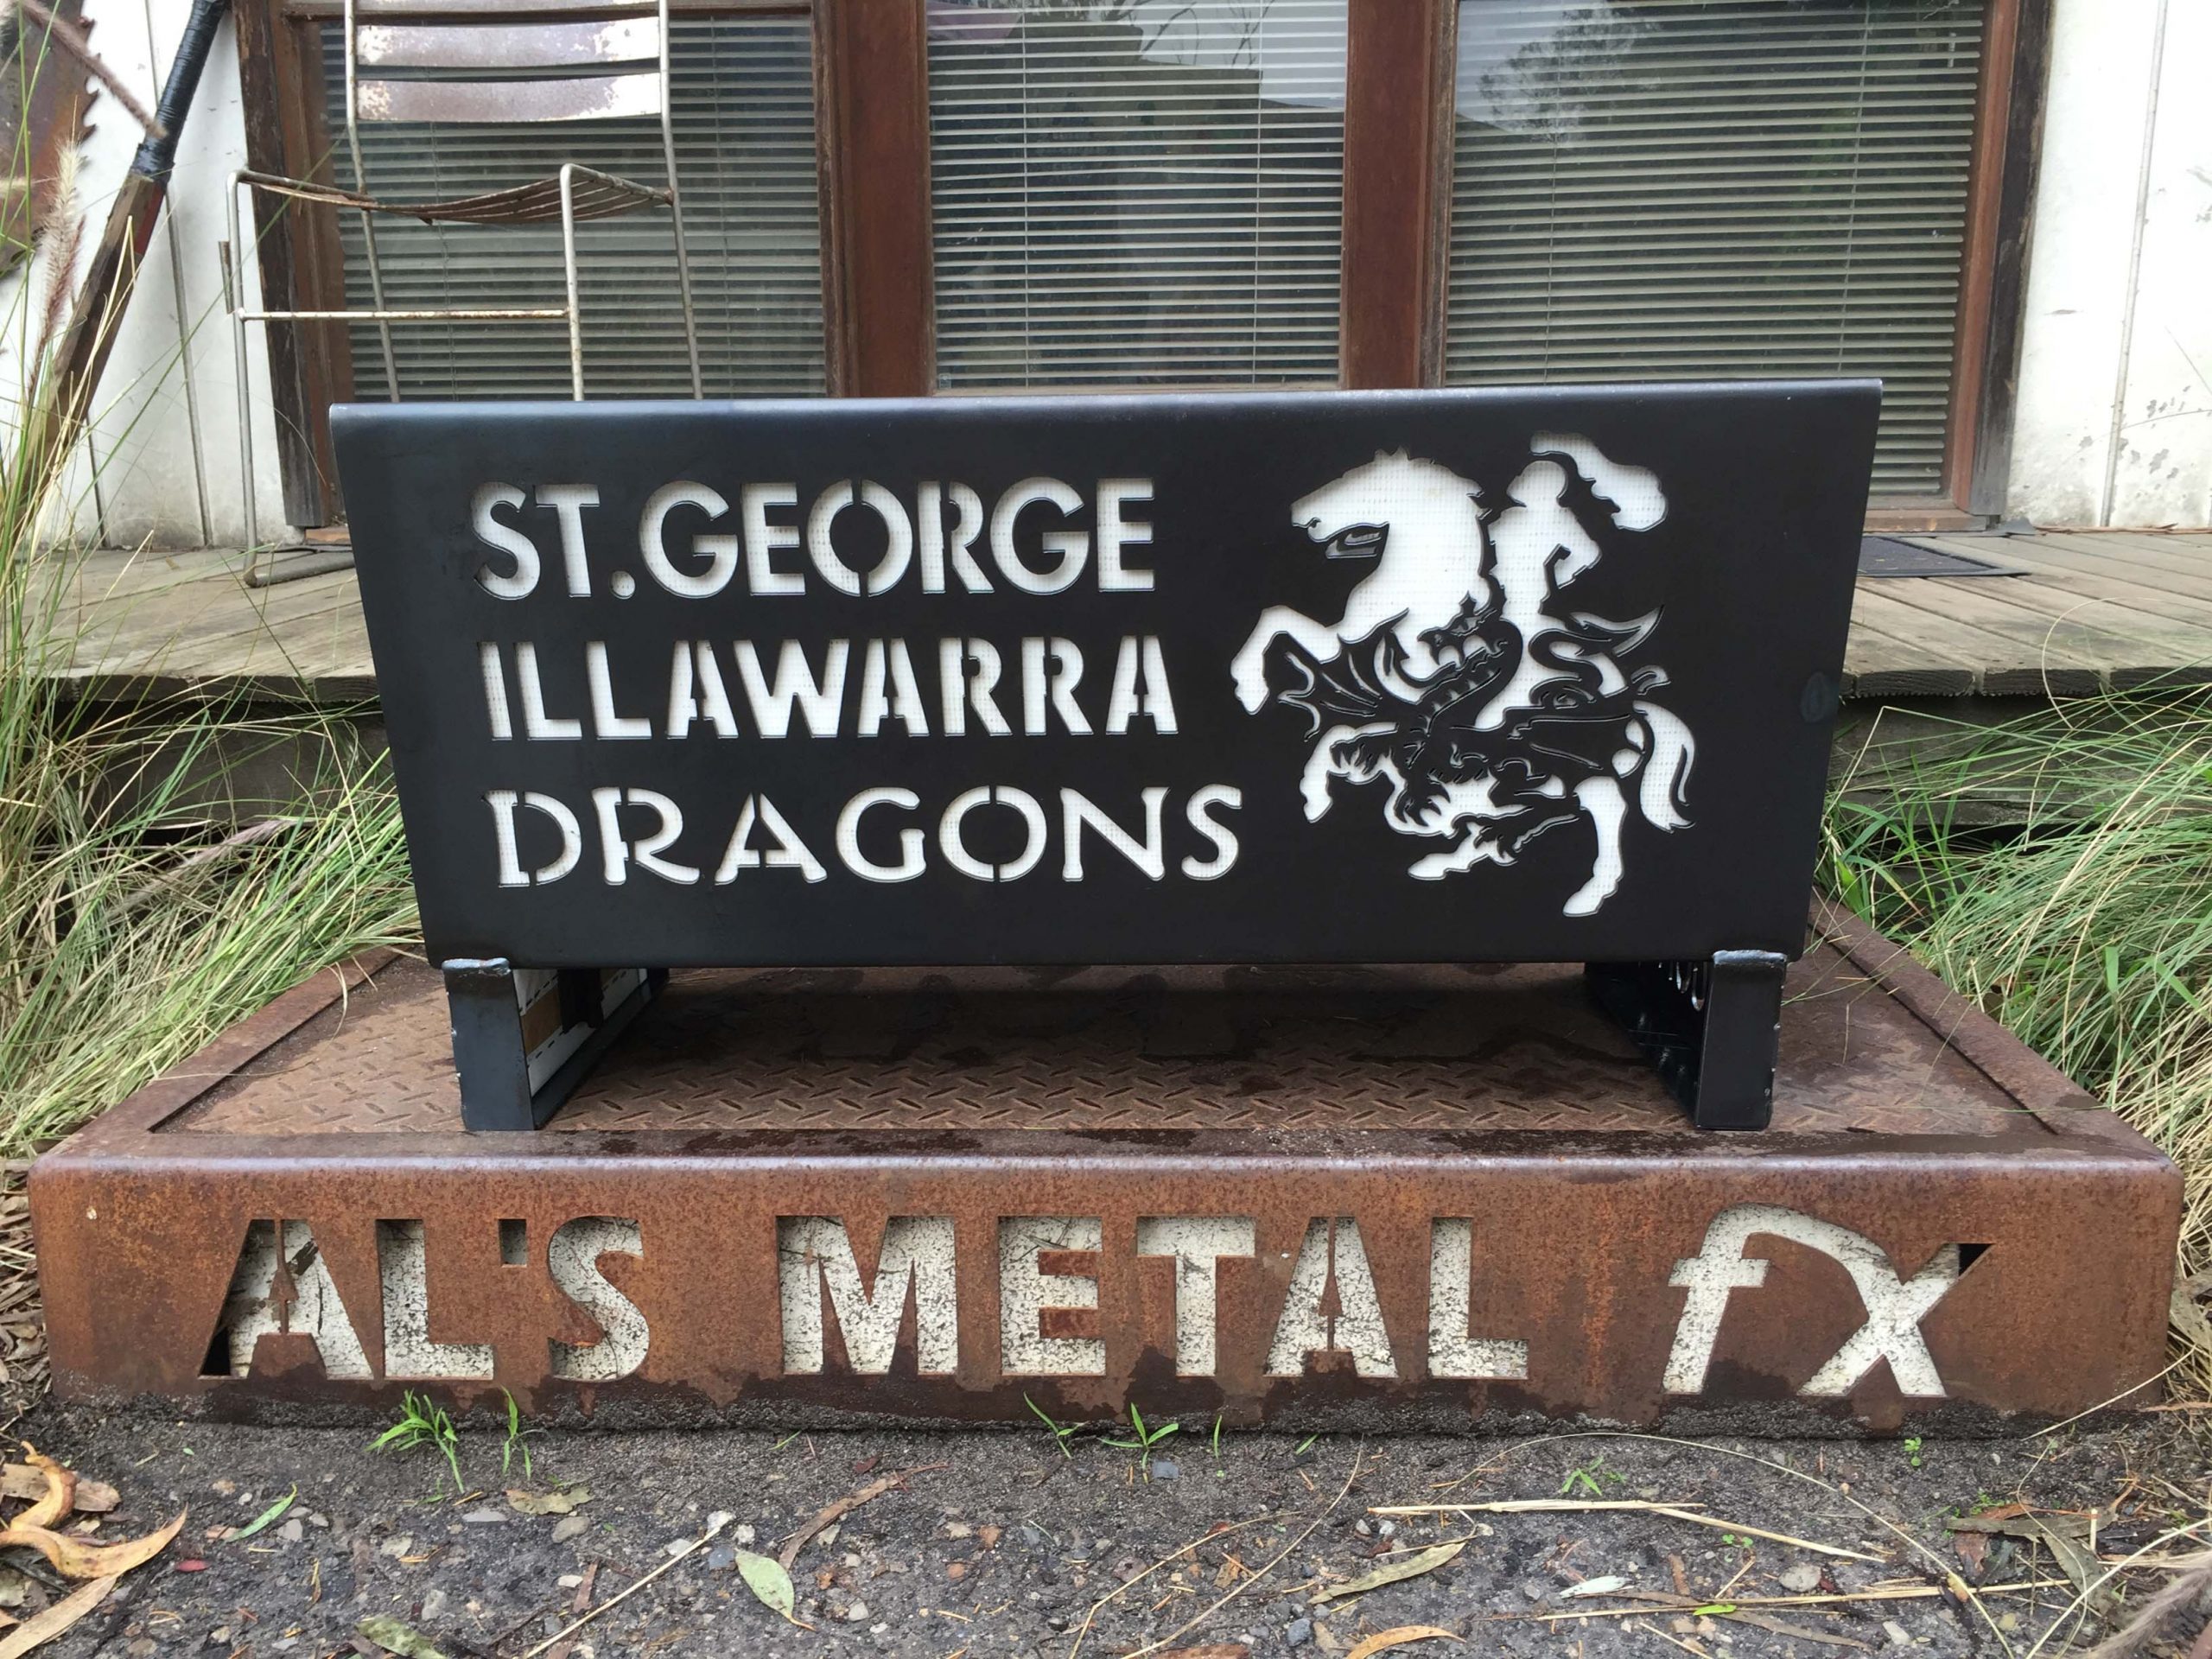 ST.GEORGE
ILLAWARRA
DRAGONS
AL'S METAL fx